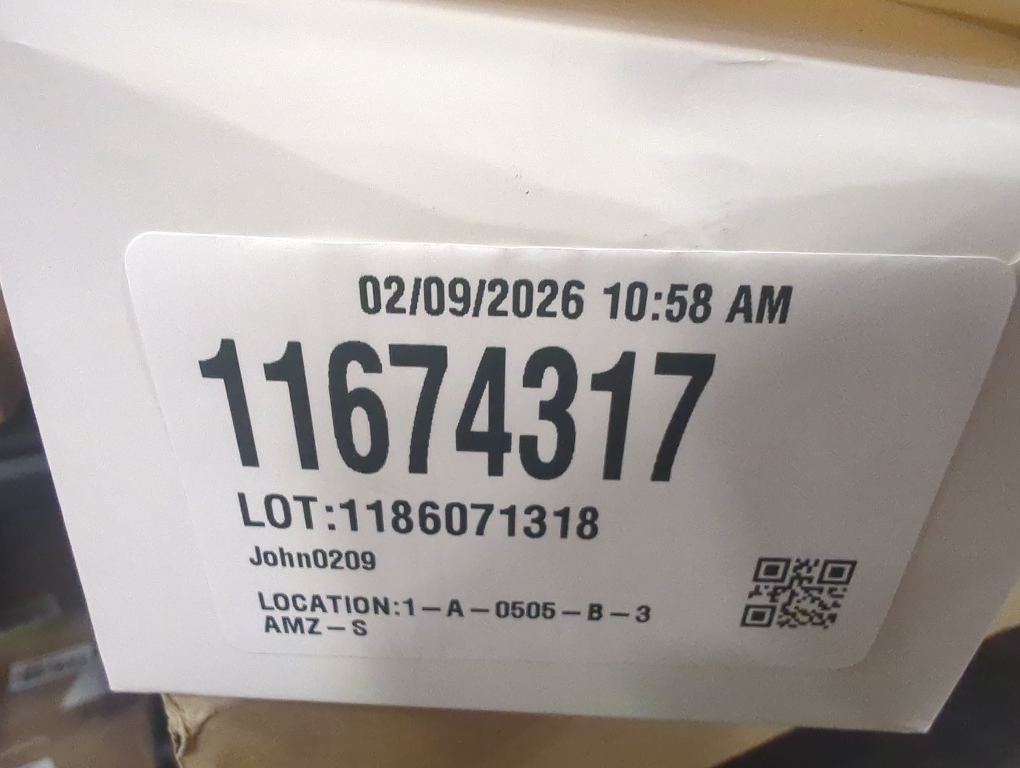 02/09/2026 10:58 AM
11674317
LOT:1186071318
John0209
LOCATION:1-A-0505-B-3
AMZ-S